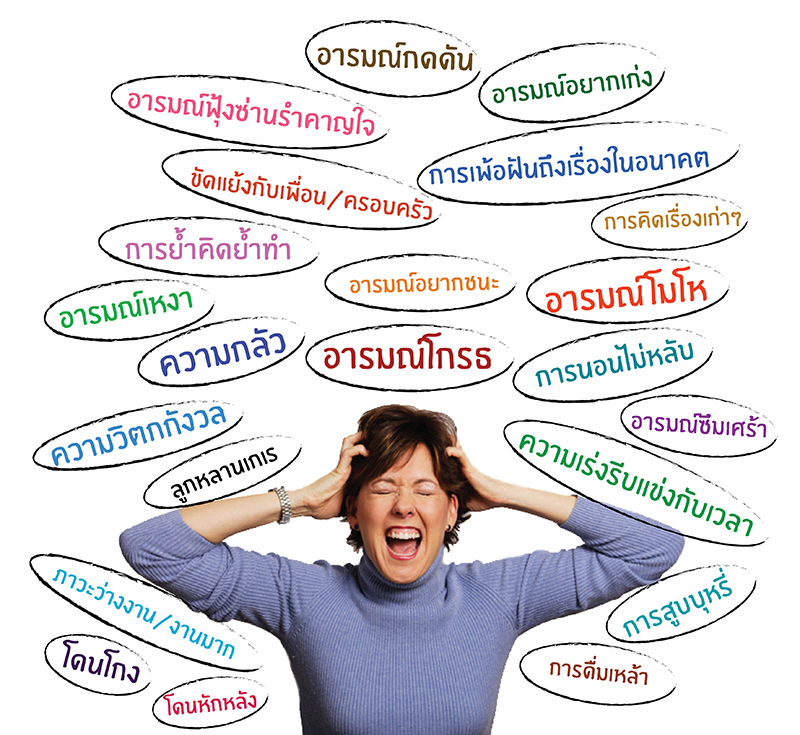 อารมณ์กดดัน
อารมณ์อยากเก่ง
อารมณ์ฟุ้งซ่านรำคาญใจ
การเพ้อฝันถึงเรื่องในอนาคต
ขัดแย้งกับเพื่อน/ครอบครัว
การคิดเรื่องเก่าๆ
การย้ำคิดย้ำทำ
อารมณ์อยากชนะ
อารมณ์โมโห
อารมณ์เหงา
ความกลัว
อารมณ์โกรธ
การนอนไม่หลับ
ความวิตกกังวล
อารมณ์ซึมเศร้า
ลูกหลานเกเร
ความเร่งรีบแข่งกับเวลา
ภาวะว่างงาน/งานมาก
การสูบบุหรี่
โดนโกง
การดื่มเหล้า
โดนหักหลัง